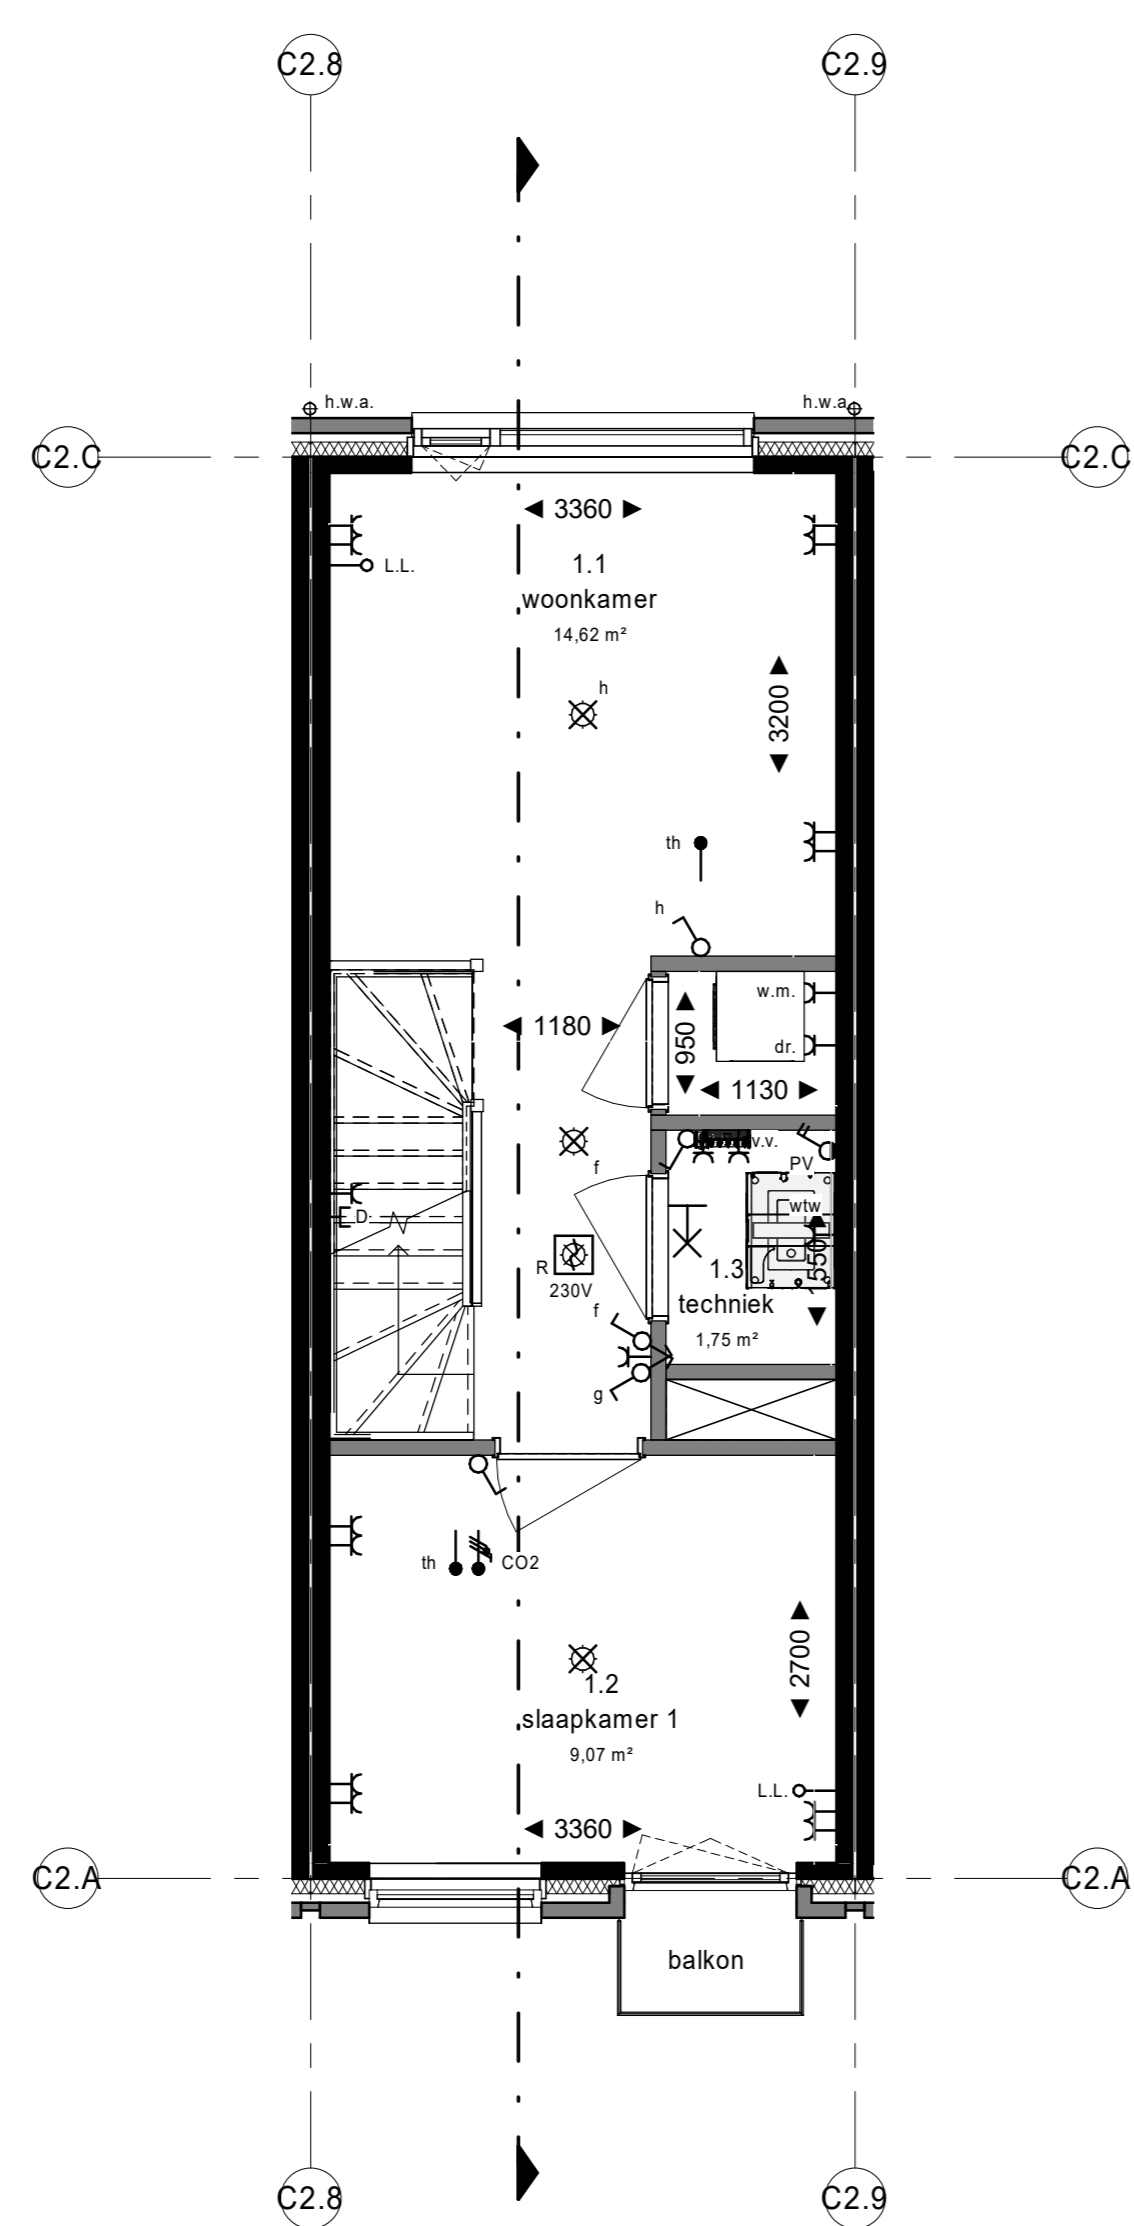 C2.8
C2.9
h.w.a.
h.w.a.
C2.C
C2.C
3360
1.1
woonkamer
14,62 m²
L.L.
h
3200
th
h
w.m.
1180
950
dr.
1130
f
v.v.
PV
wtw
D
R
230V
1.3
techniek
1,75 m²
f
g
th
CO2
2700
1.2
slaapkamer 1
9,07 m²
L.L.
3360
C2.A
C2.A
balkon
C2.8
C2.9